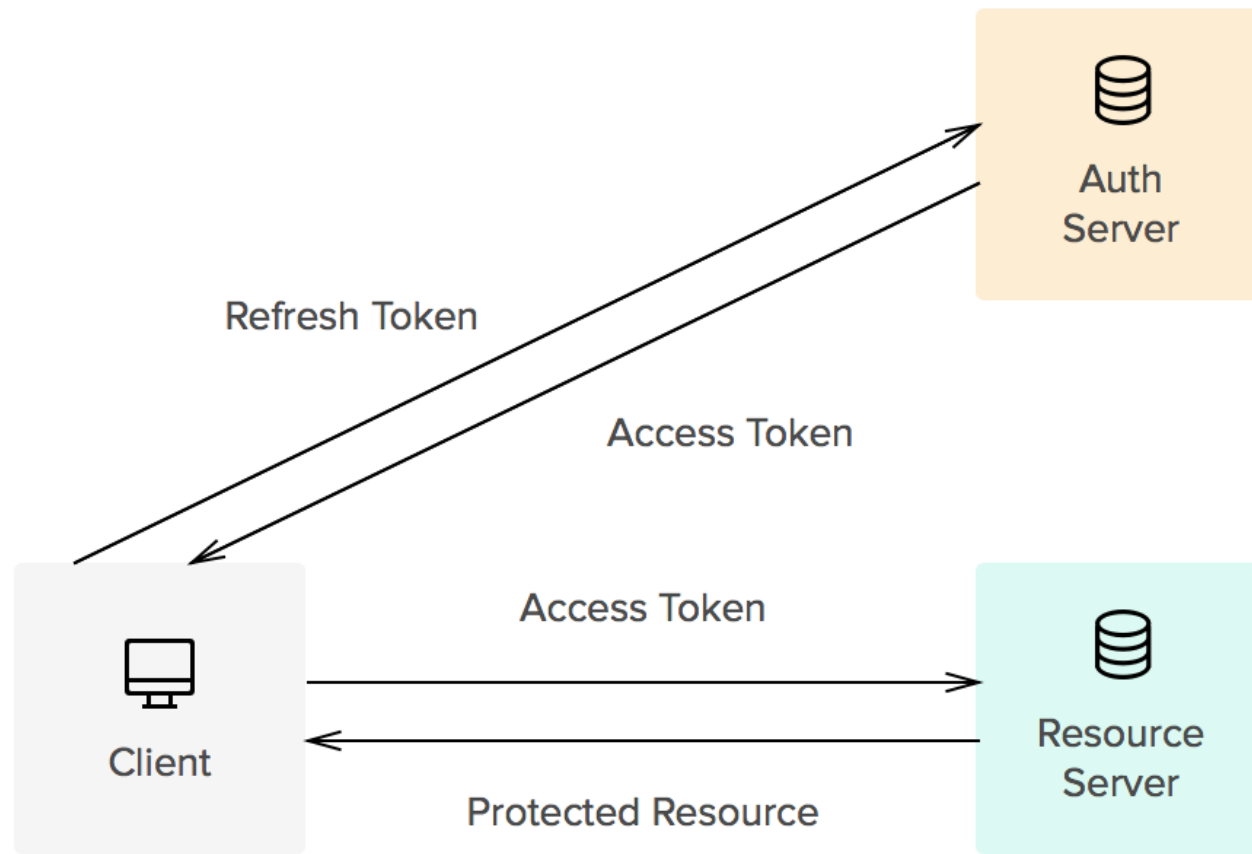 Auth
Server
Refresh Token
Access Token
Access Token
Client
Resource
Server
Protected Resource